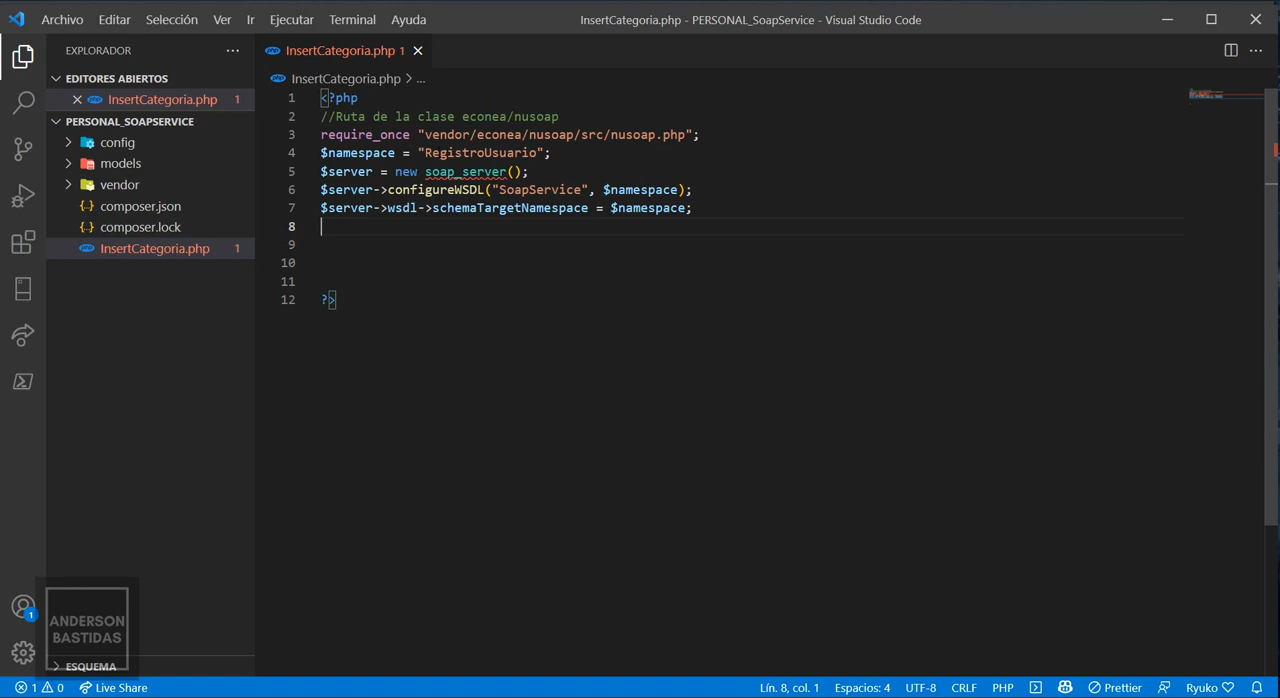 Archivo Editar Selección Ver Ir Ejecutar Terminal Ayuda
InsertCategoria.php - PERSONAL_SoapService - Visual Studio Code
EXPLORADOR
InsertCategoria.php 1
EDITORES ABIERTOS
InsertCategoria.php 1
PERSONAL_SOAPSERVICE
config
models
vendor
composer.json
composer.lock
InsertCategoria.php 1
InsertCategoria.php > ...
1 <?php
2 //Ruta de la clase econea/nusoap
3 require_once "vendor/econea/nusoap/src/nusoap.php";
4 $namespace = "RegistroUsuario";
5 $server = new soap_server();
6 $server->configureWSDL("SoapService", $namespace);
7 $server->wsdl->schemaTargetNamespace = $namespace;
8
9
10
11
12 ?>
1
ANDERSON
BASTIDAS
ESQUEMA
1 0 Live Share
Lín. 8, col. 1 Espacios: 4 UTF-8 CRLF PHP Prettier Ryuko